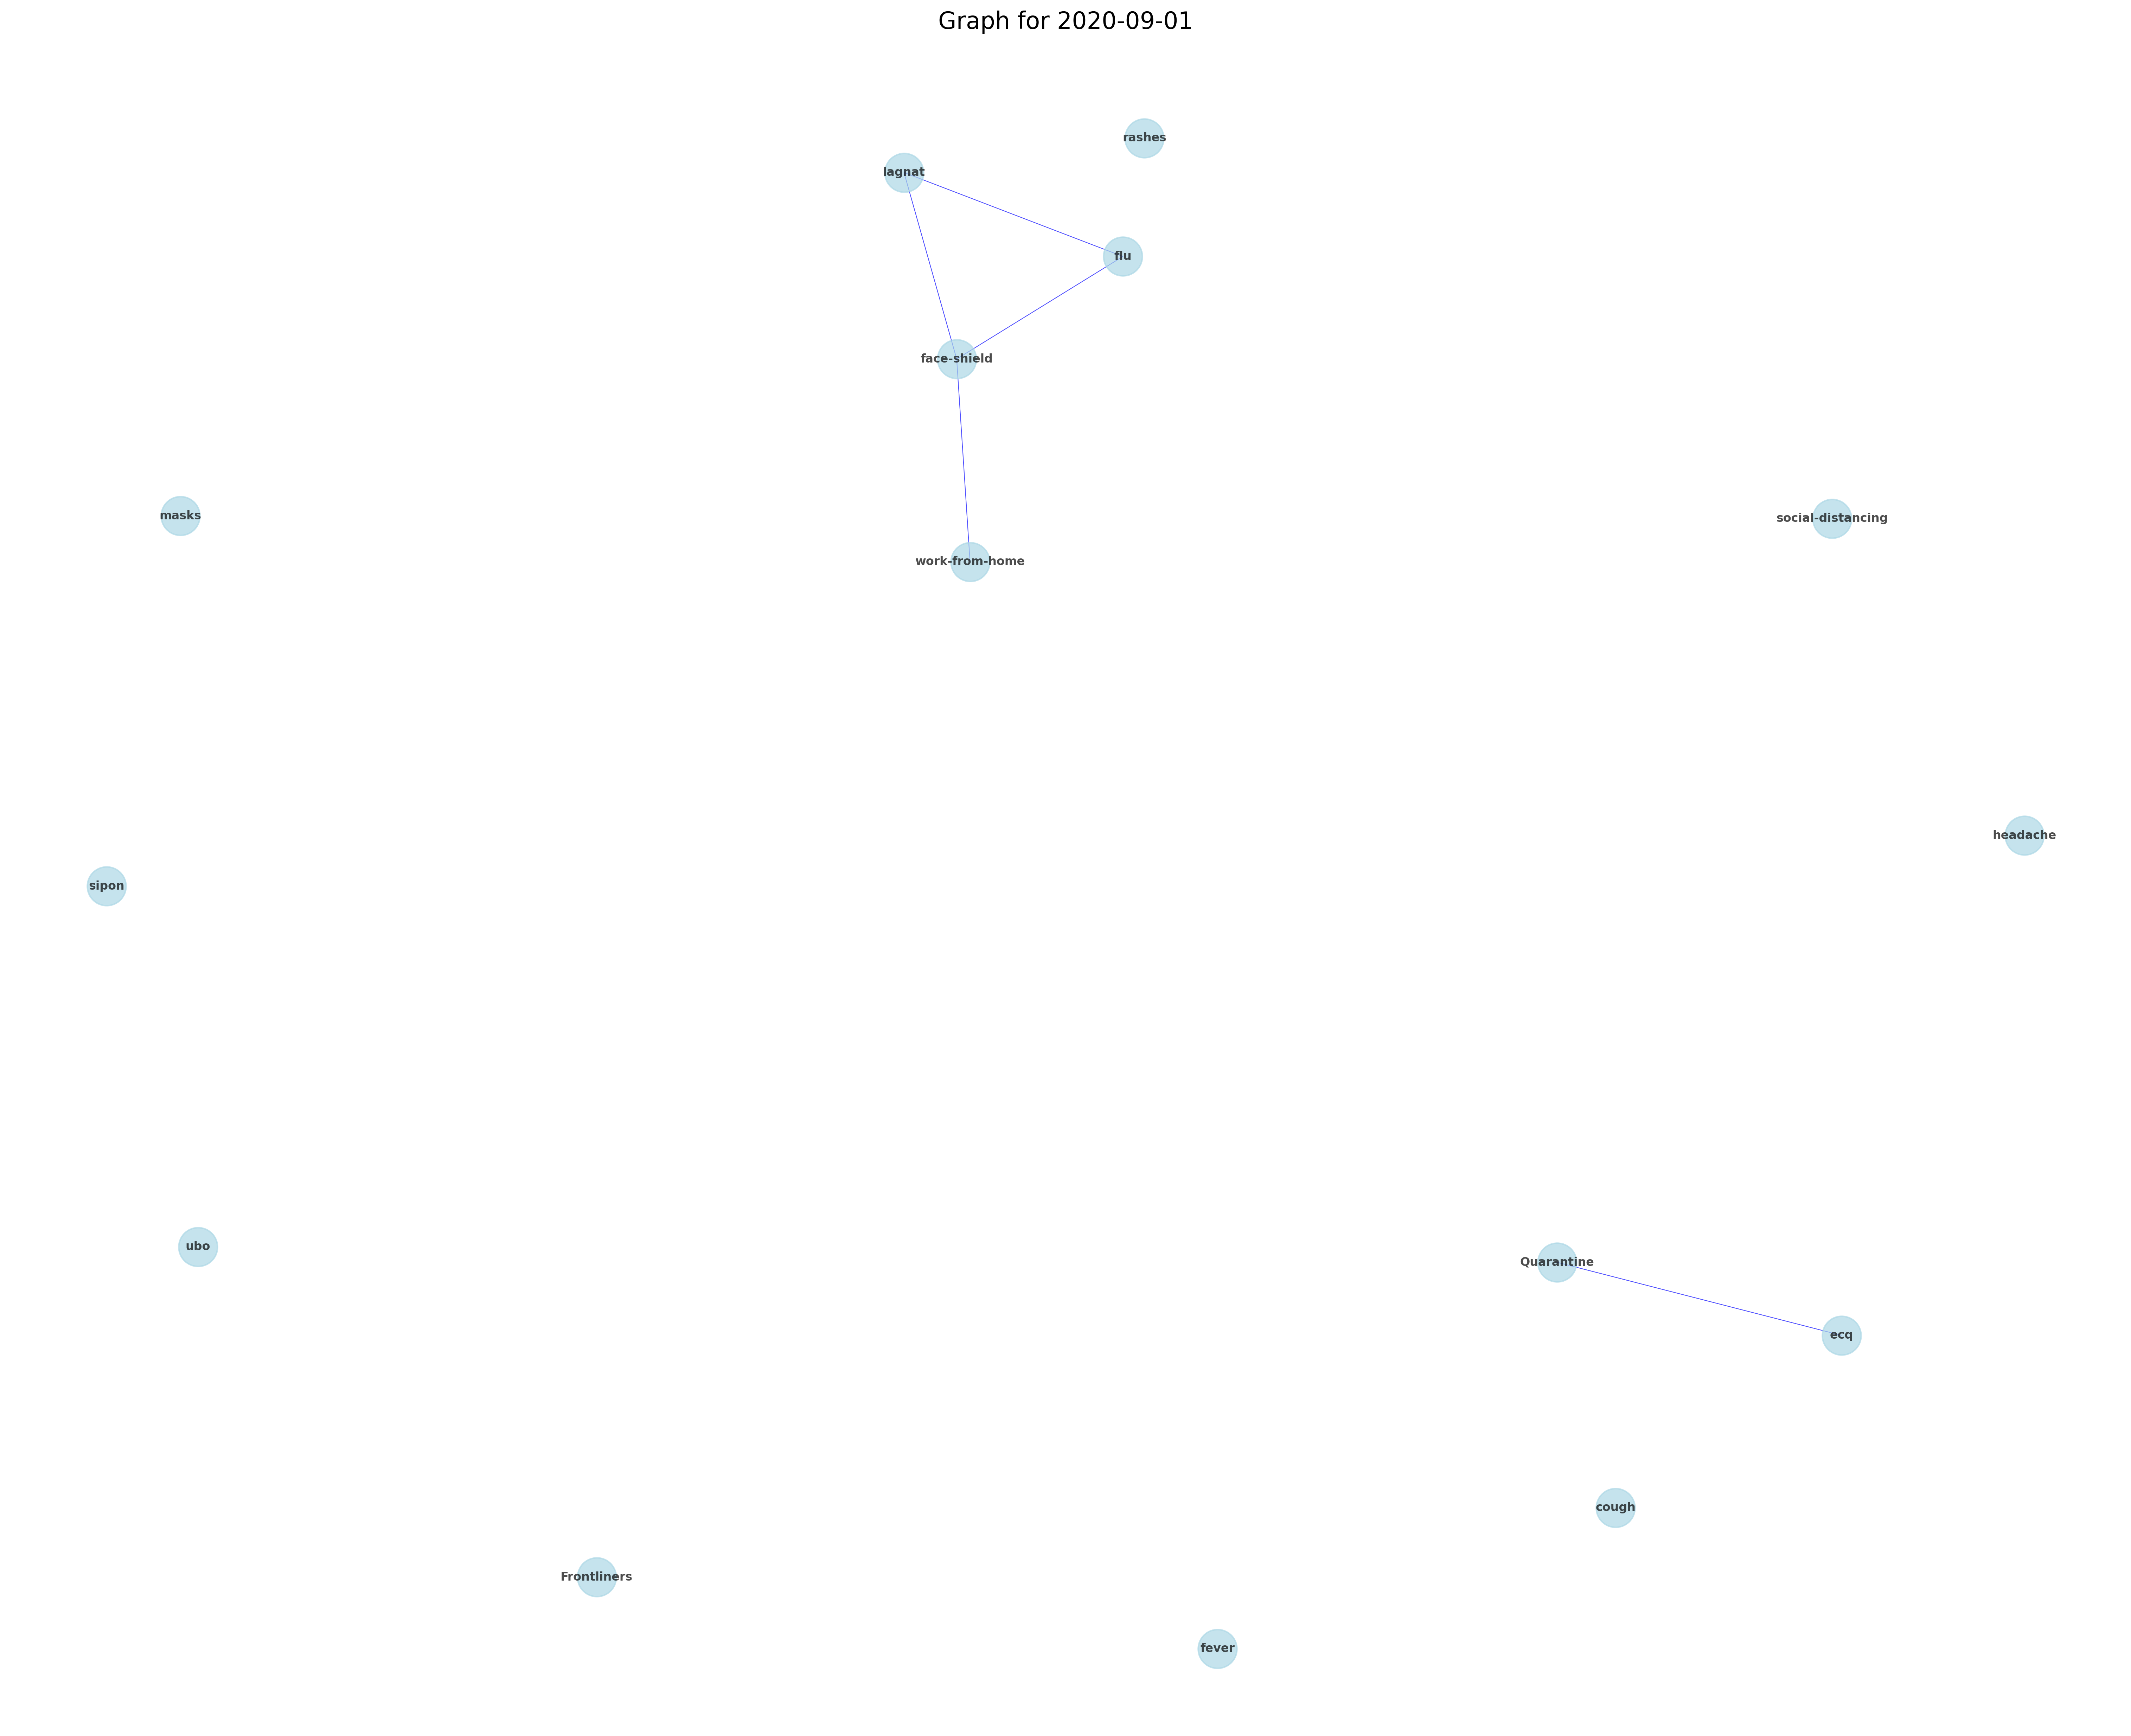 Graph for 2020-09-01
rashes
lagnat
flu
face-shield
masks
social-distancing
work-from-home
headache
sipon
ubo
Quarantine
ecq
cough
Frontliners
fever